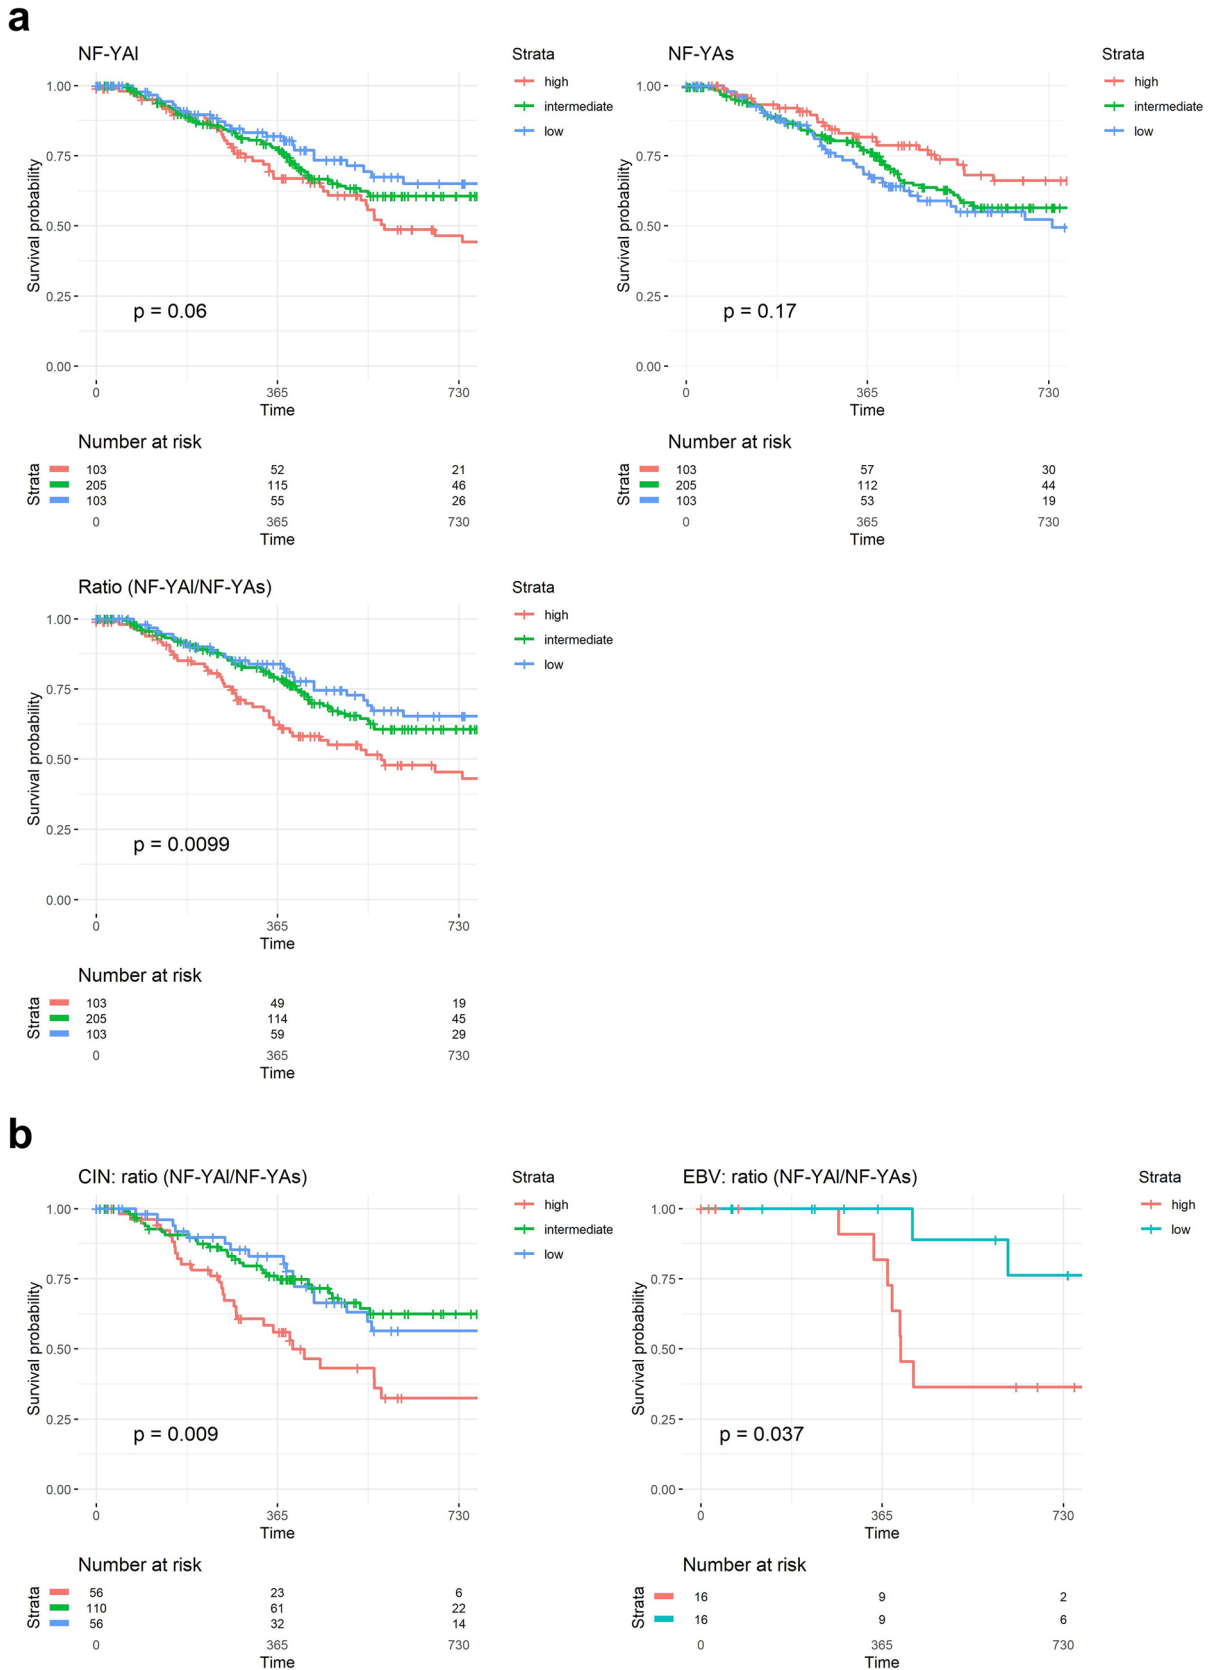 a
NF-YAl
Strata
high
intermediate
low
Survival probability
1.00
0.75
0.50
0.25
0.00
p = 0.06
0 365 730
Time
Number at risk
Strata
103 52 21
205 115 46
103 55 26
0 365 730
Time
NF-YAs
Strata
high
intermediate
low
Survival probability
1.00
0.75
0.50
0.25
0.00
p = 0.17
0 365 730
Time
Number at risk
Strata
103 57 30
205 112 44
103 53 19
0 365 730
Time
Ratio (NF-YAl/NF-YAs)
Strata
high
intermediate
low
Survival probability
1.00
0.75
0.50
0.25
0.00
p = 0.0099
0 365 730
Time
Number at risk
Strata
103 49 19
205 114 45
103 59 29
0 365 730
Time
b
CIN: ratio (NF-YAl/NF-YAs)
Strata
high
intermediate
low
Survival probability
1.00
0.75
0.50
0.25
0.00
p = 0.009
0 365 730
Time
Number at risk
Strata
56 23 6
110 61 22
56 32 14
0 365 730
Time
EBV: ratio (NF-YAl/NF-YAs)
Strata
high
low
Survival probability
1.00
0.75
0.50
0.25
0.00
p = 0.037
0 365 730
Time
Number at risk
Strata
16 9 2
16 9 6
0 365 730
Time